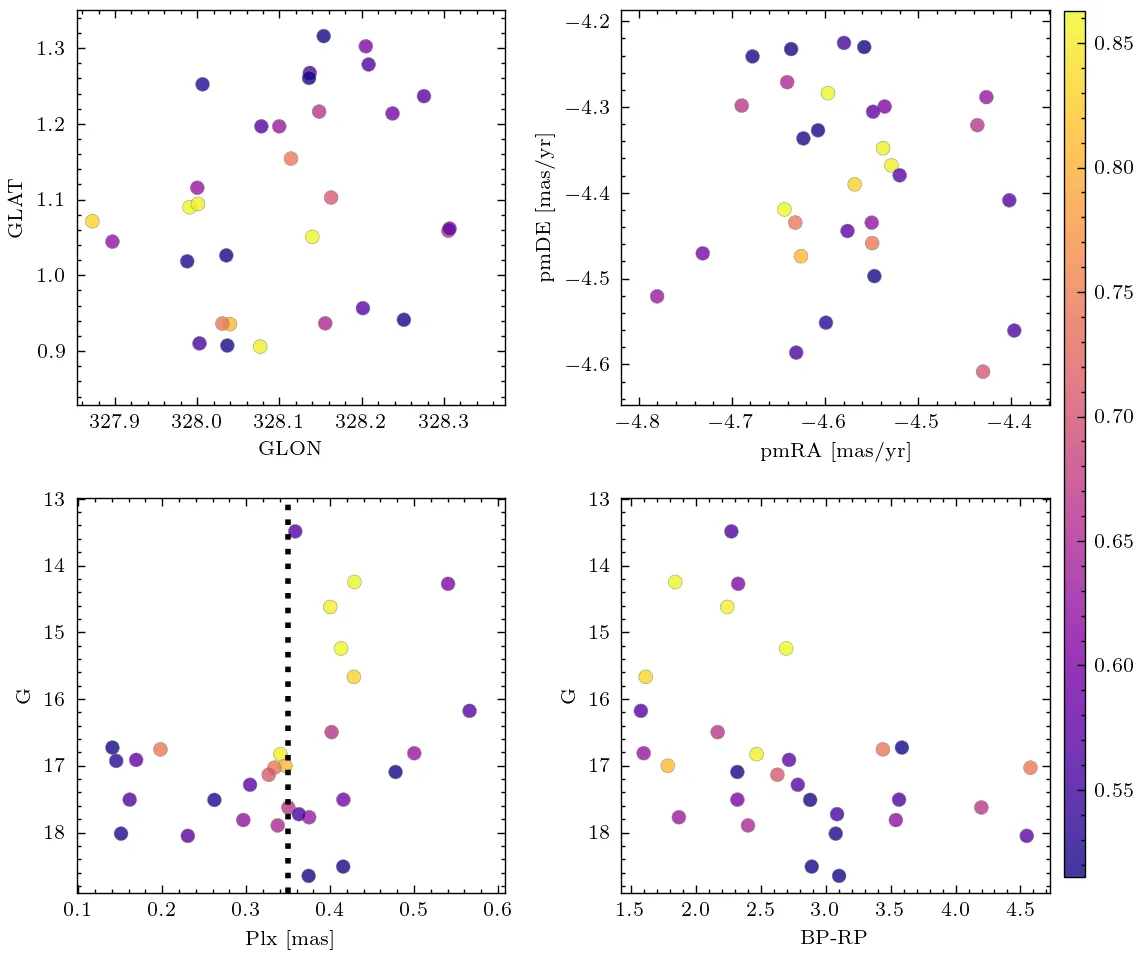 1.3
1.2
1.1
1.0
0.9
GLAT
327.9 328.0 328.1 328.2 328.3
GLON
−4.2
−4.3
−4.4
−4.5
−4.6
pmDE [mas/yr]
−4.8 −4.7 −4.6 −4.5 −4.4
pmRA [mas/yr]
0.85
0.80
0.75
0.70
0.65
0.60
0.55
13
14
15
16
17
18
G
0.1 0.2 0.3 0.4 0.5 0.6
Plx [mas]
13
14
15
16
17
18
G
1.5 2.0 2.5 3.0 3.5 4.0 4.5
BP-RP